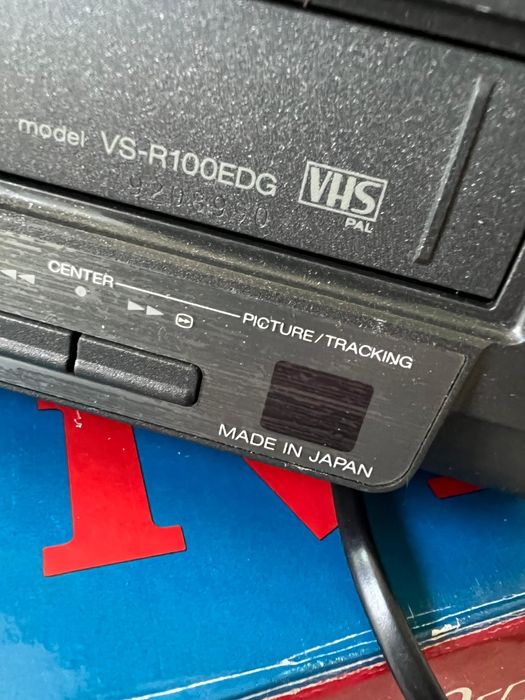 model VS-R100EDG VHS
PAL
CENTER
PICTURE/TRACKING
MADE IN JAPAN